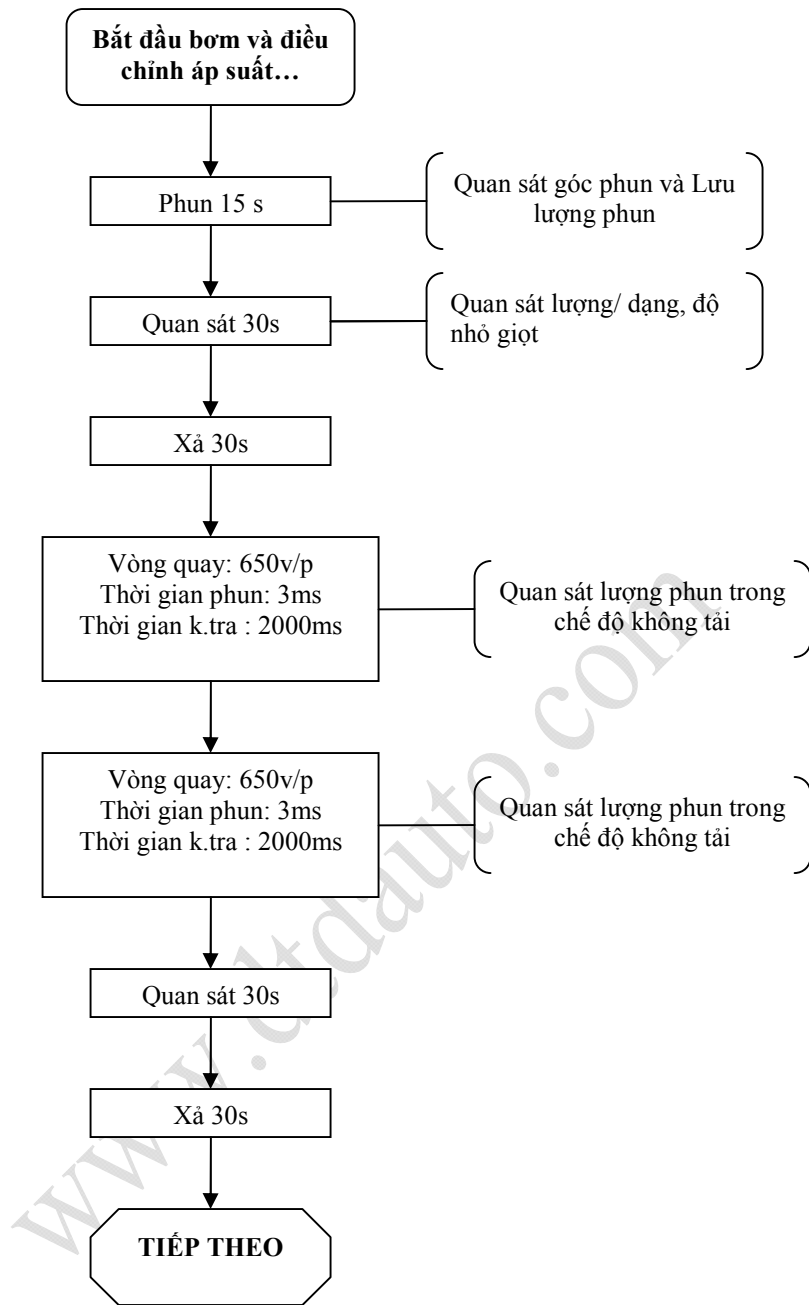 Bắt đầu bơm và điều
chỉnh áp suất…
Phun 15 s
Quan sát góc phun và Lưu
lượng phun
Quan sát 30s
Quan sát lượng/ dạng, độ
nhỏ giọt
Xả 30s
Vòng quay: 650v/p
Thời gian phun: 3ms
Thời gian k.tra : 2000ms
Quan sát lượng phun trong
chế độ không tải
Vòng quay: 650v/p
Thời gian phun: 3ms
Thời gian k.tra : 2000ms
Quan sát lượng phun trong
chế độ không tải
Quan sát 30s
Xả 30s
TIẾP THEO
www.dtdauto.com